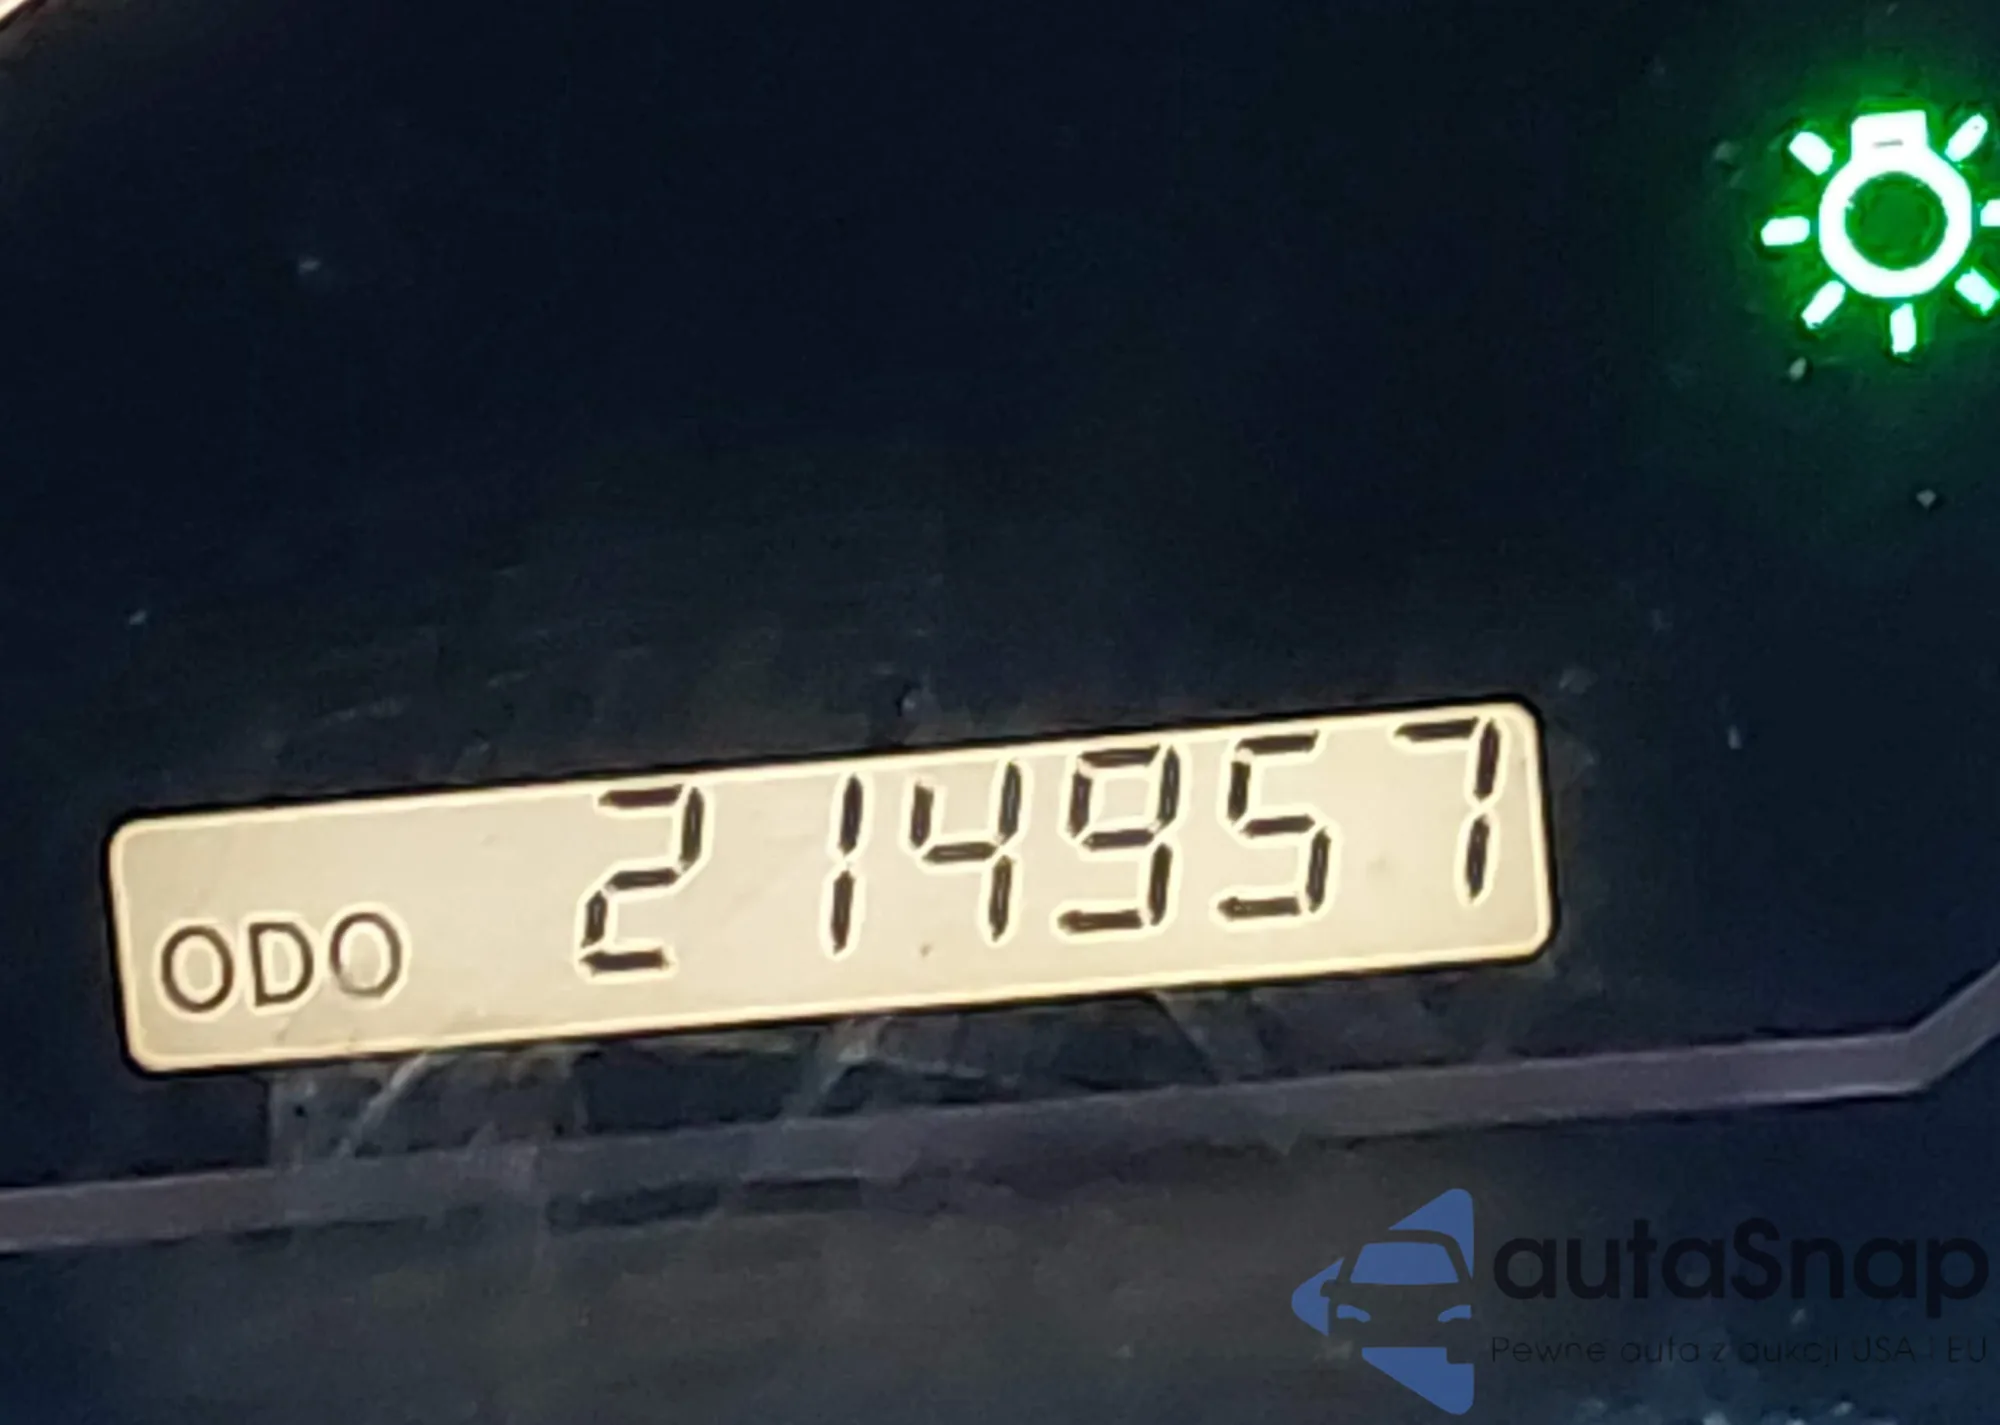 ODO 214957
autaSnap
Pewne auta z aukcji USA i EU